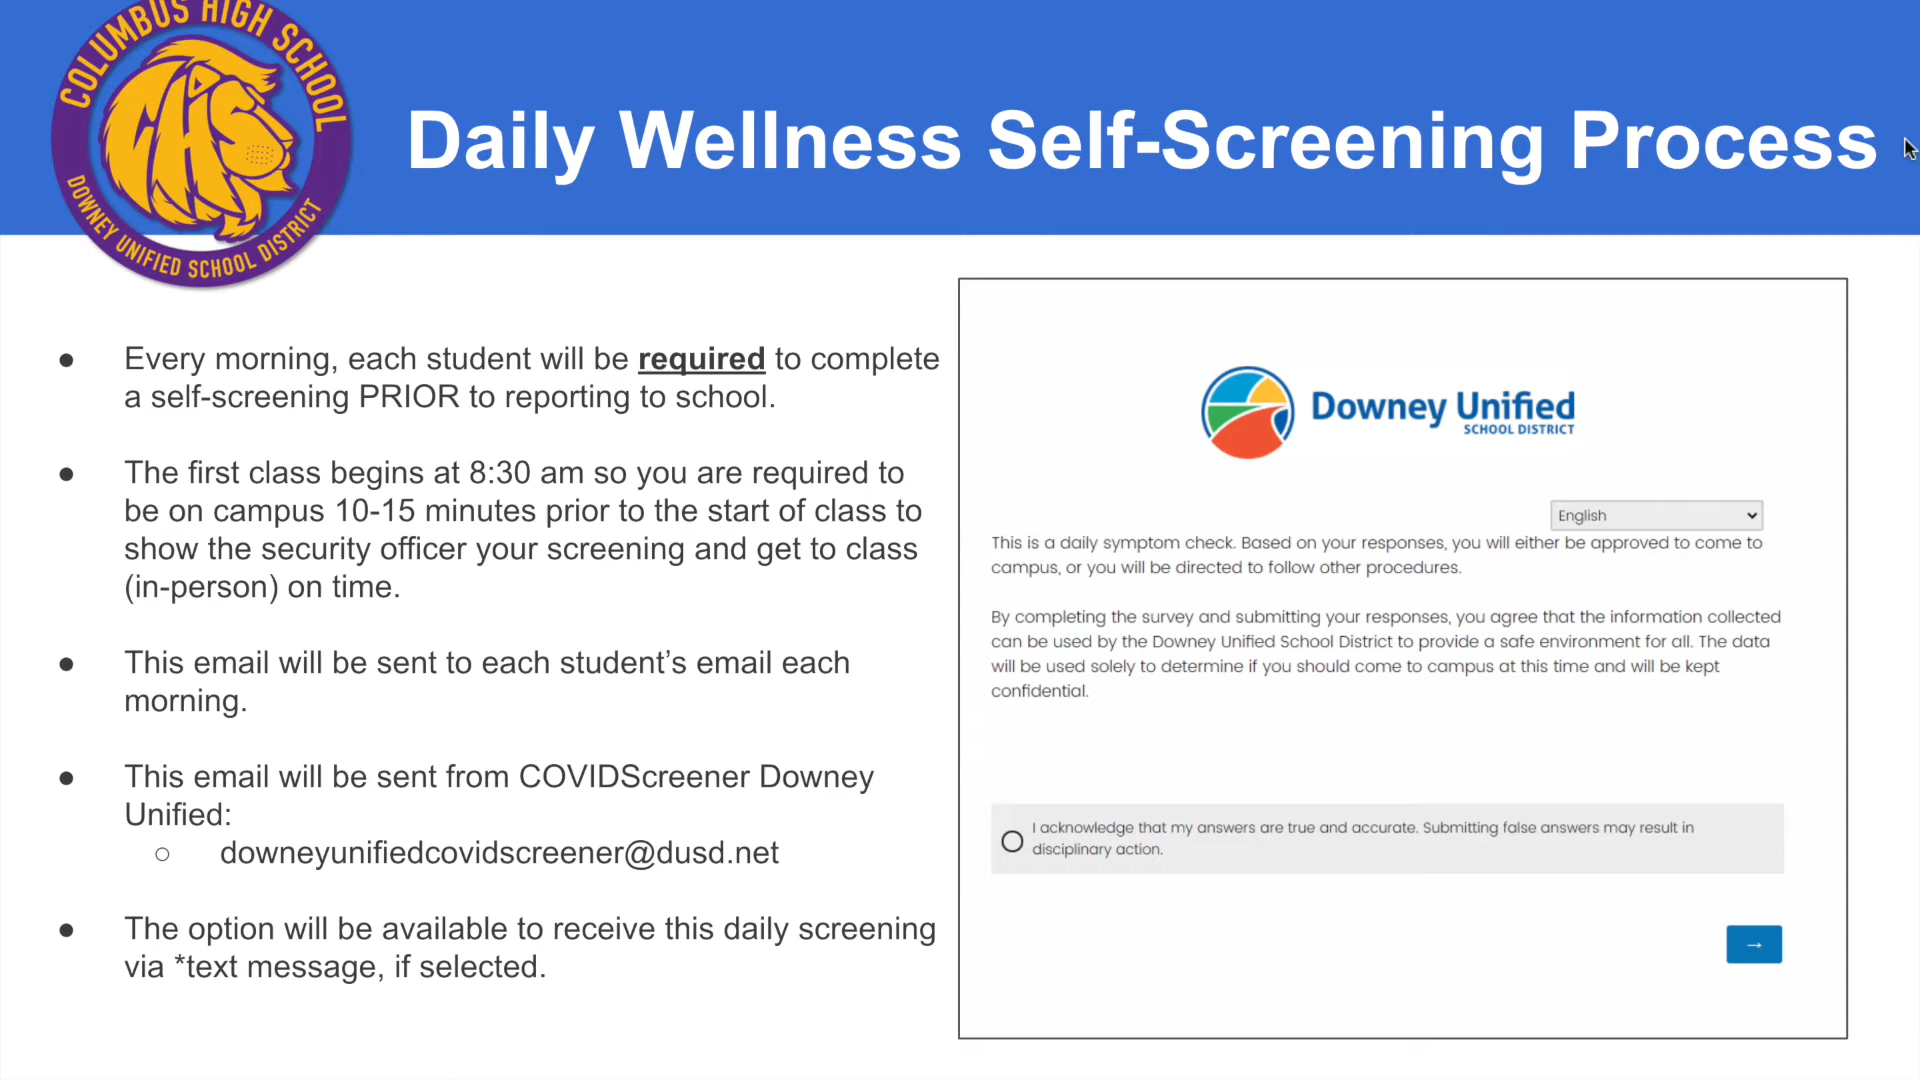 COLUMBUS HIGH SCHOOL
CHS
DOWNEY UNIFIED SCHOOL DISTRICT
Daily Wellness Self-Screening Process
● Every morning, each student will be required to complete
a self-screening PRIOR to reporting to school.
● The first class begins at 8:30 am so you are required to
be on campus 10-15 minutes prior to the start of class to
show the security officer your screening and get to class
(in-person) on time.
● This email will be sent to each student’s email each
morning.
● This email will be sent from COVIDScreener Downey
Unified:
○ downeyunifiedcovidscreener@dusd.net
● The option will be available to receive this daily screening
via *text message, if selected.
Downey Unified
SCHOOL DISTRICT
English
This is a daily symptom check. Based on your responses, you will either be approved to come to
campus, or you will be directed to follow other procedures.
By completing the survey and submitting your responses, you agree that the information collected
can be used by the Downey Unified School District to provide a safe environment for all. The data
will be used solely to determine if you should come to campus at this time and will be kept
confidential.
I acknowledge that my answers are true and accurate. Submitting false answers may result in
disciplinary action.
→